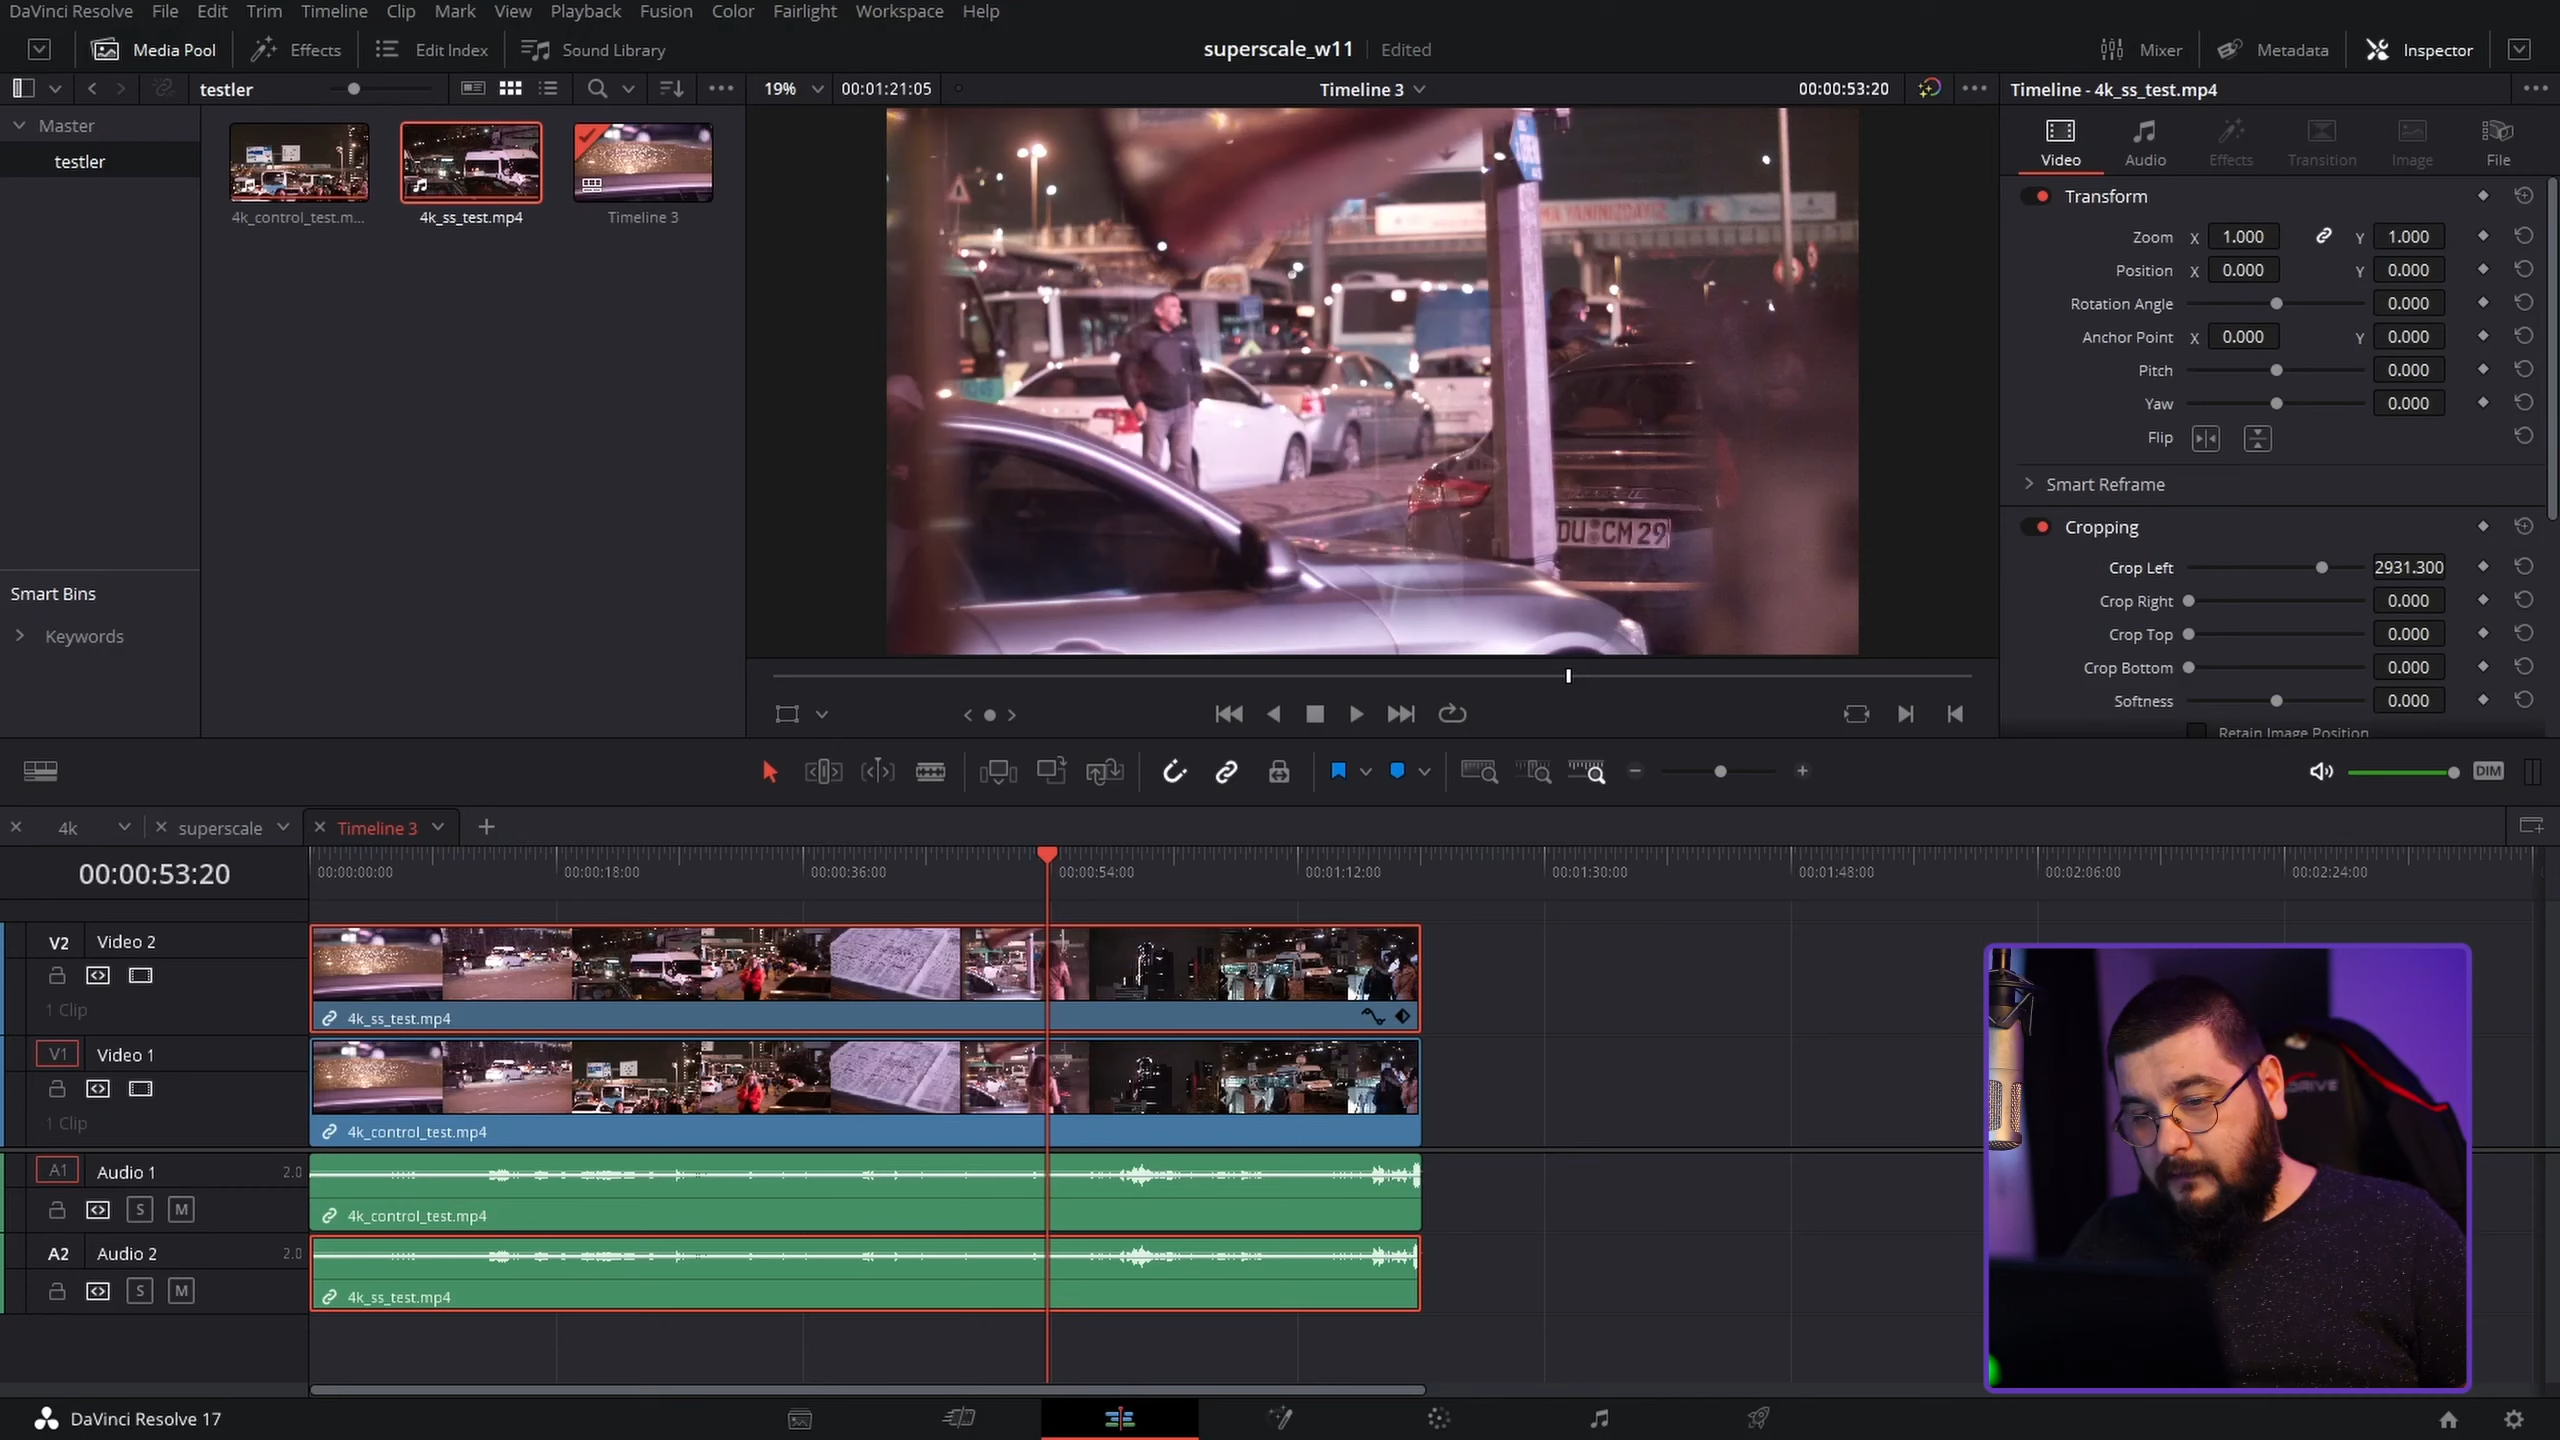 DaVinci Resolve File Edit Trim Timeline Clip Mark View Playback Fusion Color Fairlight Workspace Help
Media Pool Effects Edit Index Sound Library superscale_w11 Edited Mixer Metadata Inspector
testler 19% 00:01:21:05 Timeline 3 00:00:53:20 Timeline - 4k_ss_test.mp4
Master
testler
4k_control_test.m... 4k_ss_test.mp4 Timeline 3
Smart Bins
Keywords
MA YANINIZDAYIZ
DU CM 29
Video Audio Effects Transition Image File
Transform
Zoom X 1.000 Y 1.000
Position X 0.000 Y 0.000
Rotation Angle 0.000
Anchor Point X 0.000 Y 0.000
Pitch 0.000
Yaw 0.000
Flip
Smart Reframe
Cropping
Crop Left 2931.300
Crop Right 0.000
Crop Top 0.000
Crop Bottom 0.000
Softness 0.000
Retain Image Position
DIM
4k superscale Timeline 3
00:00:53:20 00:00:00:00 00:00:18:00 00:00:36:00 00:00:54:00 00:01:12:00 00:01:30:00 00:01:48:00 00:02:06:00 00:02:24:00
V2 Video 2
1 Clip
4k_ss_test.mp4
V1 Video 1
1 Clip
4k_control_test.mp4
A1 Audio 1 2.0
S M
4k_control_test.mp4
A2 Audio 2 2.0
S M
4k_ss_test.mp4
DRIVE
DaVinci Resolve 17